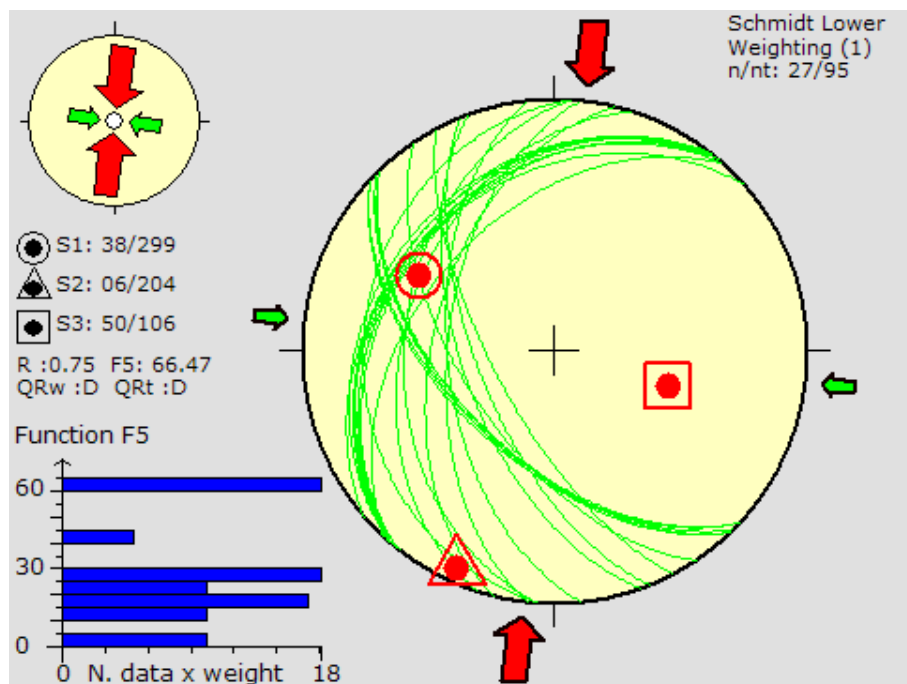 Schmidt Lower
Weighting (1)
n/nt: 27/95
S1: 38/299
S2: 06/204
S3: 50/106
R :0.75 F5: 66.47
QRw :D QRt :D
Function F5
60
30
0
0 N. data x weight 18